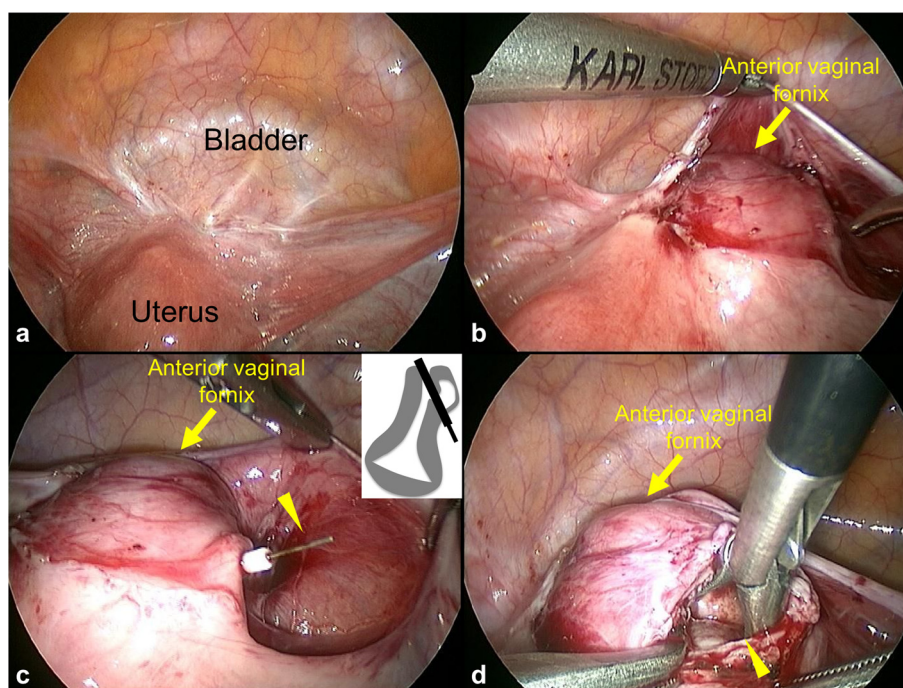 Bladder
Uterus
a
KARL STORZ
Anterior vaginal
fornix
b
Anterior vaginal
fornix
c
Anterior vaginal
fornix
d